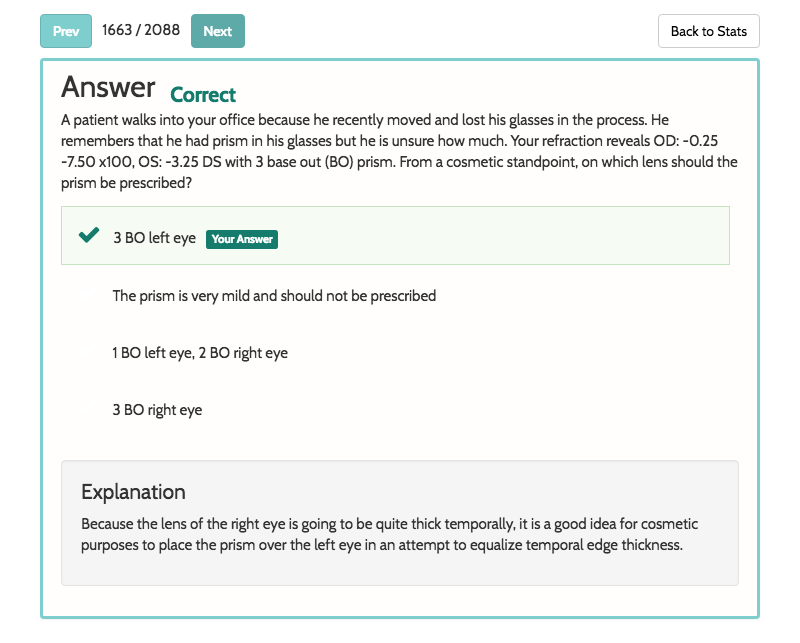 Prev 1663 / 2088 Next Back to Stats
Answer Correct
A patient walks into your office because he recently moved and lost his glasses in the process. He
remembers that he had prism in his glasses but he is unsure how much. Your refraction reveals OD: -0.25
-7.50 x100, OS: -3.25 DS with 3 base out (BO) prism. From a cosmetic standpoint, on which lens should the
prism be prescribed?
3 BO left eye Your Answer
The prism is very mild and should not be prescribed
1 BO left eye, 2 BO right eye
3 BO right eye
Explanation
Because the lens of the right eye is going to be quite thick temporally, it is a good idea for cosmetic
purposes to place the prism over the left eye in an attempt to equalize temporal edge thickness.